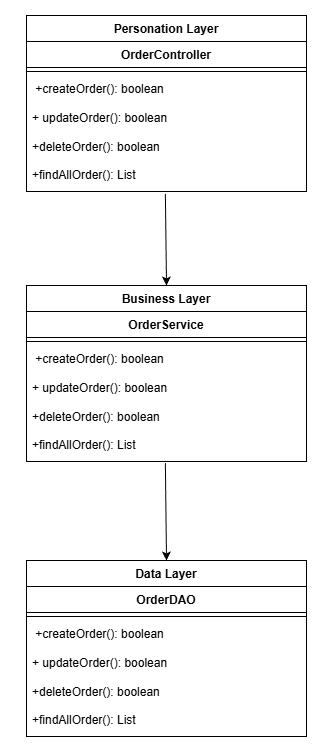 Personation Layer
OrderController
+createOrder(): boolean
+ updateOrder(): boolean
+deleteOrder(): boolean
+findAllOrder(): List
Business Layer
OrderService
+createOrder(): boolean
+ updateOrder(): boolean
+deleteOrder(): boolean
+findAllOrder(): List
Data Layer
OrderDAO
+createOrder(): boolean
+ updateOrder(): boolean
+deleteOrder(): boolean
+findAllOrder(): List